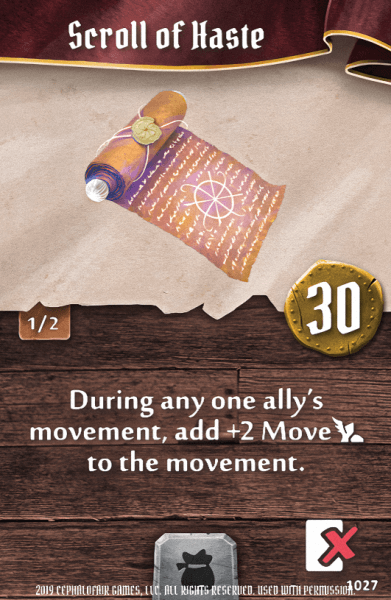 Scroll of Haste
1/2
30
During any one ally's
movement, add +2 Move
to the movement.
1027
2019 CEPHALOFAIR GAMES, LLC. ALL RIGHTS RESERVED. USED WITH PERMISSION.